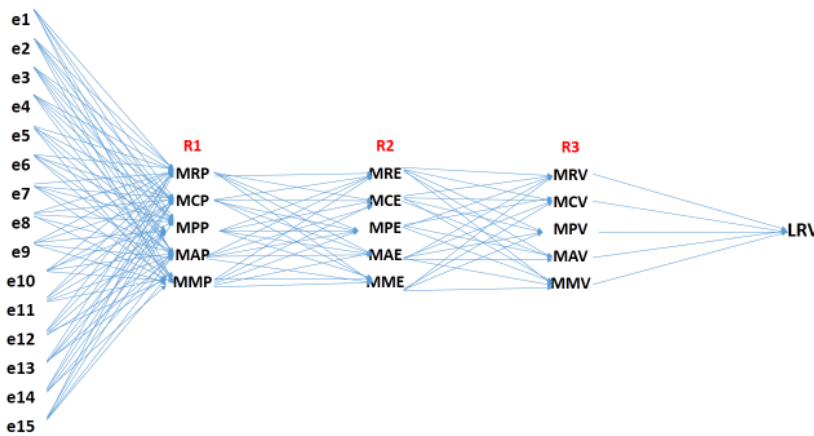 e1
e2
e3
e4
e5
e6
e7
e8
e9
e10
e11
e12
e13
e14
e15
R1
MRP
MCP
MPP
MAP
MMP
R2
MRE
MCE
MPE
MAE
MME
R3
MRV
MCV
MPV
MAV
MMV
LRV